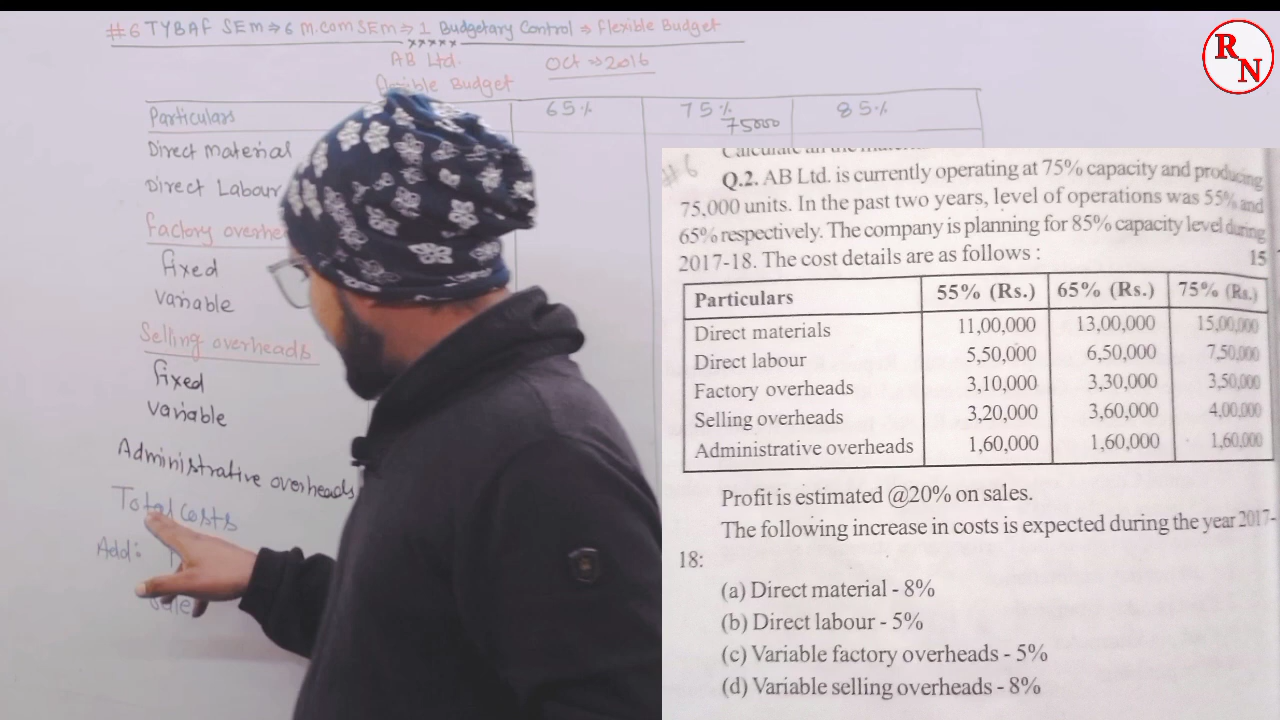 #6 TYBAF SEM → 6 M.COM SEM → 1 Budgetary Control → Flexible Budget
xxxxx
AB Ltd. Oct → 2016
Budget
Particulars 65% 75% 85%
75000
Direct material
Direct Labour
Factory
fixed
Variable
Selling overheads
fixed
Variable
Administrative overheads
Total costs
Add:
R
N
#6
Q.2. AB Ltd. is currently operating at 75% capacity and producing
75,000 units. In the past two years, level of operations was 55% and
65% respectively. The company is planning for 85% capacity level during
2017-18. The cost details are as follows : 15
Particulars 55% (Rs.) 65% (Rs.) 75% (Rs.)
Direct materials 11,00,000 13,00,000 15,00,000
Direct labour 5,50,000 6,50,000 7,50,000
Factory overheads 3,10,000 3,30,000 3,50,000
Selling overheads 3,20,000 3,60,000 4,00,000
Administrative overheads 1,60,000 1,60,000 1,60,000
Profit is estimated @20% on sales.
The following increase in costs is expected during the year 2017-
18:
(a) Direct material - 8%
(b) Direct labour - 5%
(c) Variable factory overheads - 5%
(d) Variable selling overheads - 8%